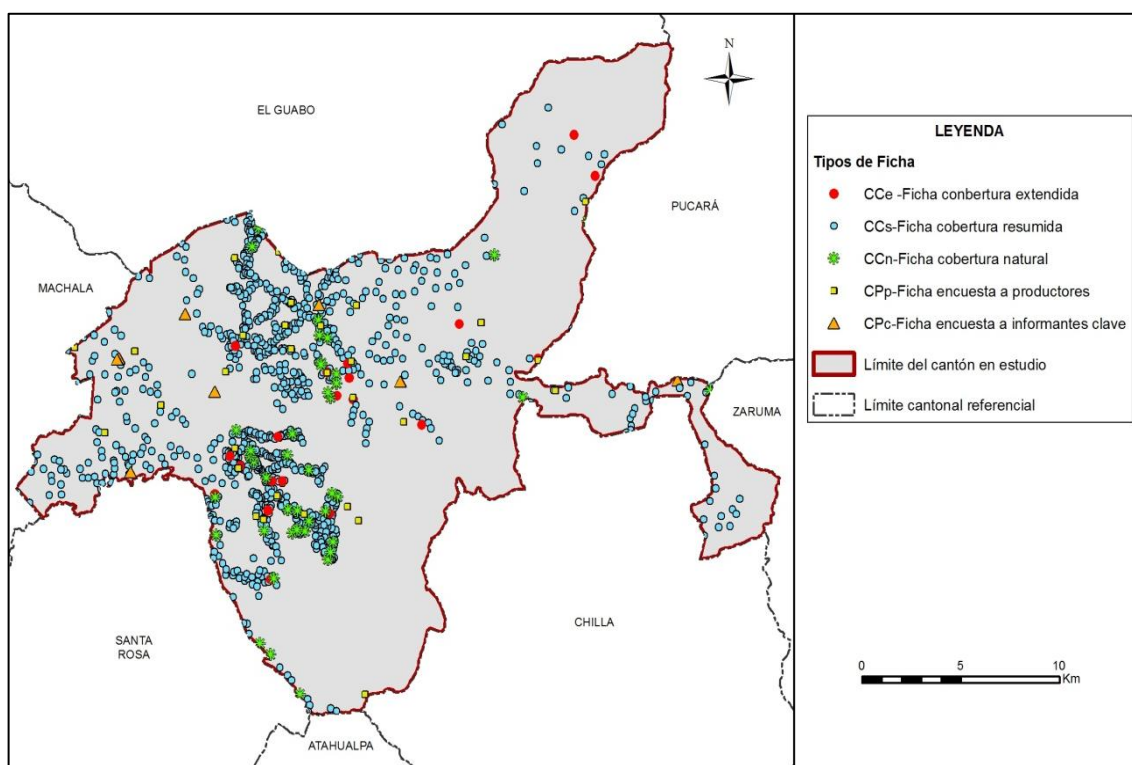 N
EL GUABO
PUCARÁ
MACHALA
ZARUMA
CHILLA
SANTA
ROSA
ATAHUALPA
LEYENDA
Tipos de Ficha
CCe -Ficha conbertura extendida
CCs-Ficha cobertura resumida
CCn-Ficha cobertura natural
CPp-Ficha encuesta a productores
CPc-Ficha encuesta a informantes clave
Límite del cantón en estudio
Límite cantonal referencial
0 5 10
Km